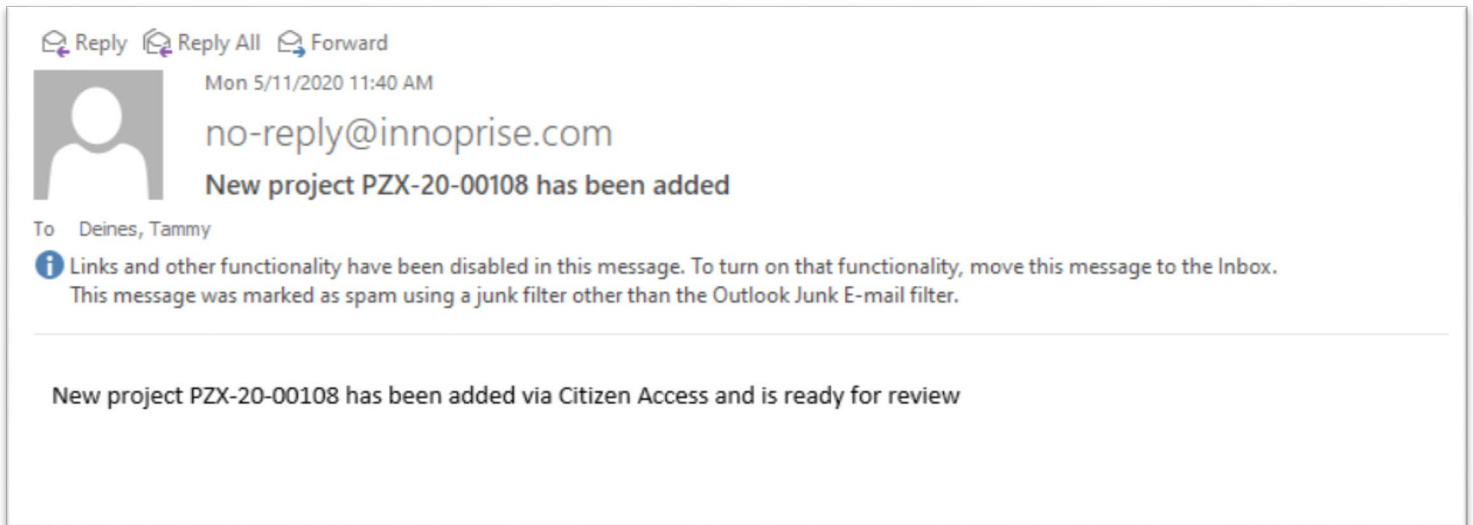 Reply Reply All Forward
Mon 5/11/2020 11:40 AM
no-reply@innoprise.com
New project PZX-20-00108 has been added
To Deines, Tammy
Links and other functionality have been disabled in this message. To turn on that functionality, move this message to the Inbox.
This message was marked as spam using a junk filter other than the Outlook Junk E-mail filter.
New project PZX-20-00108 has been added via Citizen Access and is ready for review